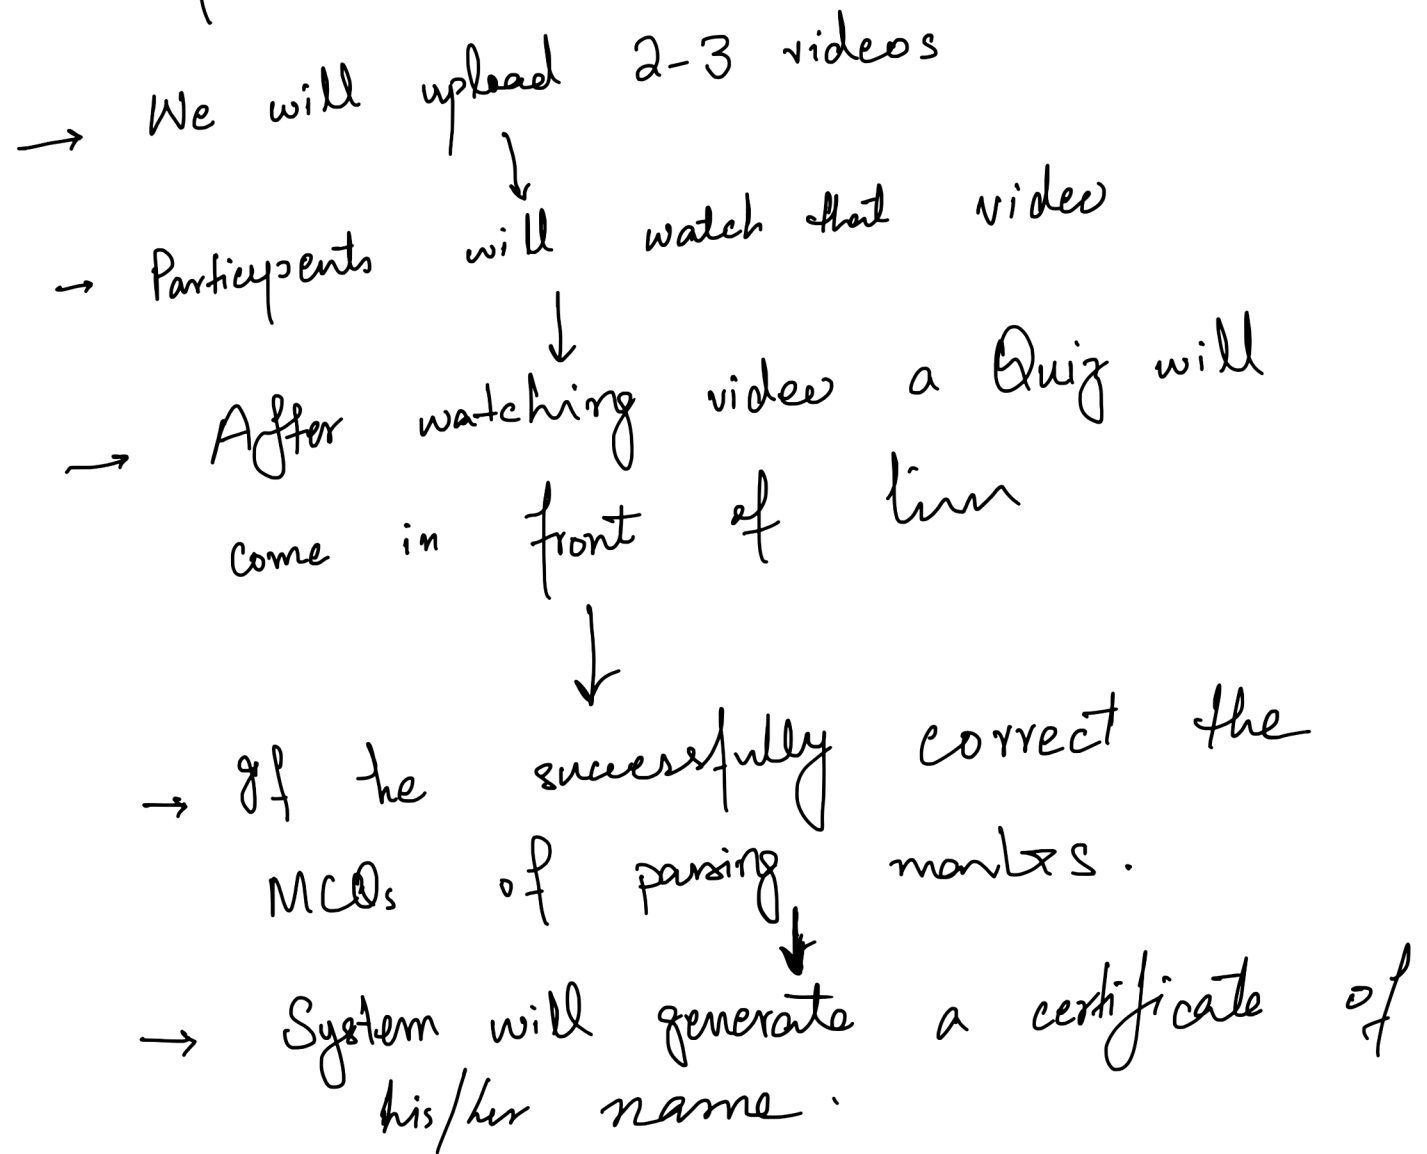 → We will upload 2-3 videos
↓
→ Participents will watch that video
↓
→ After watching video a Quiz will
come in front of him
↓
→ If he successfully correct the
MCQs of passing marks.
↓
→ System will generate a certificate of
his/her name.